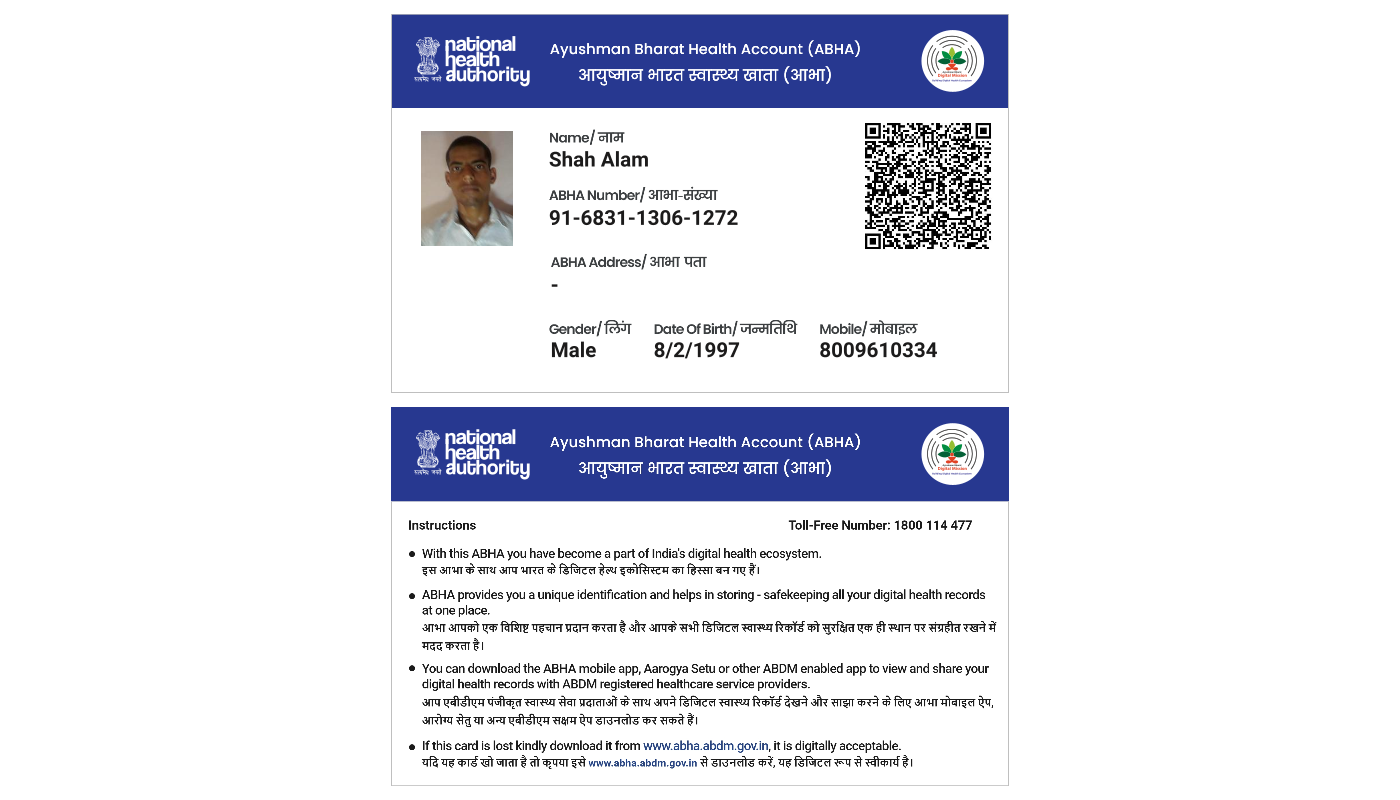 national
health
authority
सत्यमेव जयते
Ayushman Bharat Health Account (ABHA)
आयुष्मान भारत स्वास्थ्य खाता (आभा)
Digital Mission
Name/ नाम
Shah Alam
ABHA Number/ आभा-संख्या
91-6831-1306-1272
ABHA Address/ आभा पता
-
Gender/ लिंग Date Of Birth/ जन्मतिथि Mobile/ मोबाइल
Male 8/2/1997 8009610334
national
health
authority
सत्यमेव जयते
Ayushman Bharat Health Account (ABHA)
आयुष्मान भारत स्वास्थ्य खाता (आभा)
Digital Mission
Instructions Toll-Free Number: 1800 114 477
With this ABHA you have become a part of India's digital health ecosystem.
इस आभा के साथ आप भारत के डिजिटल हेल्थ इकोसिस्टम का हिस्सा बन गए हैं।
ABHA provides you a unique identification and helps in storing - safekeeping all your digital health records
at one place.
आभा आपको एक विशिष्ट पहचान प्रदान करता है और आपके सभी डिजिटल स्वास्थ्य रिकॉर्ड को सुरक्षित एक ही स्थान पर संग्रहीत रखने में
मदद करता है।
You can download the ABHA mobile app, Aarogya Setu or other ABDM enabled app to view and share your
digital health records with ABDM registered healthcare service providers.
आप एबीडीएम पंजीकृत स्वास्थ्य सेवा प्रदाताओं के साथ अपने डिजिटल स्वास्थ्य रिकॉर्ड देखने और साझा करने के लिए आभा मोबाइल ऐप,
आरोग्य सेतु या अन्य एबीडीएम सक्षम ऐप डाउनलोड कर सकते हैं।
If this card is lost kindly download it from www.abha.abdm.gov.in, it is digitally acceptable.
यदि यह कार्ड खो जाता है तो कृपया इसे www.abha.abdm.gov.in से डाउनलोड करें, यह डिजिटल रूप से स्वीकार्य है।